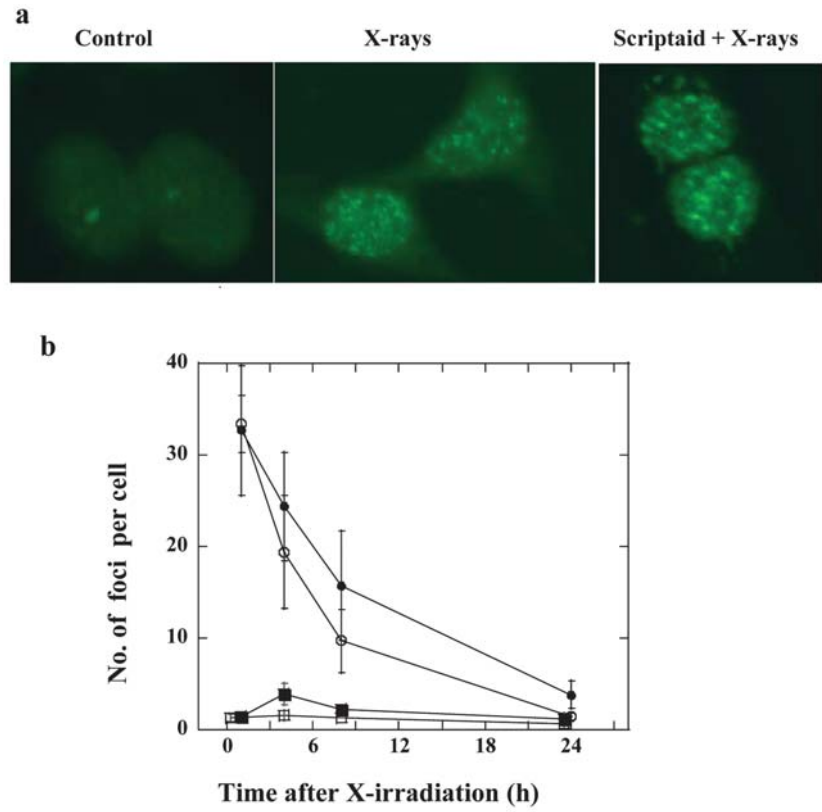 a
Control X-rays Scriptaid + X-rays
b
40
30
20
10
0
No. of foci per cell
0 6 12 18 24
Time after X-irradiation (h)